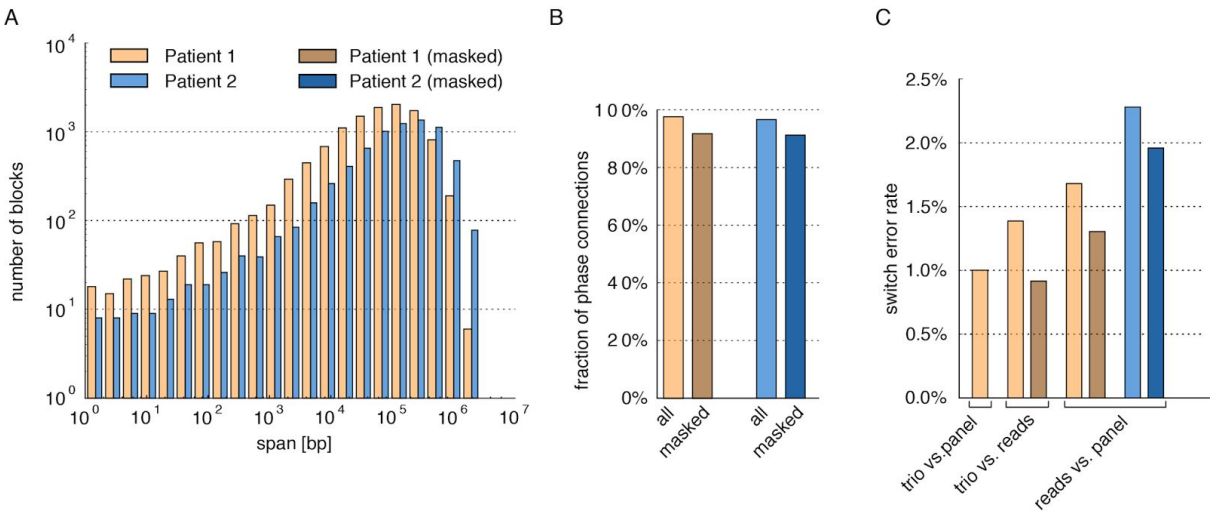 A
number of blocks
10^4
10^3
10^2
10^1
10^0
Patient 1
Patient 2
Patient 1 (masked)
Patient 2 (masked)
10^0 10^1 10^2 10^3 10^4 10^5 10^6 10^7
span [bp]
B
fraction of phase connections
100%
80%
60%
40%
20%
0%
all
masked
all
masked
C
switch error rate
2.5%
2.0%
1.5%
1.0%
0.5%
0.0%
trio vs.panel
trio vs. reads
reads vs. panel